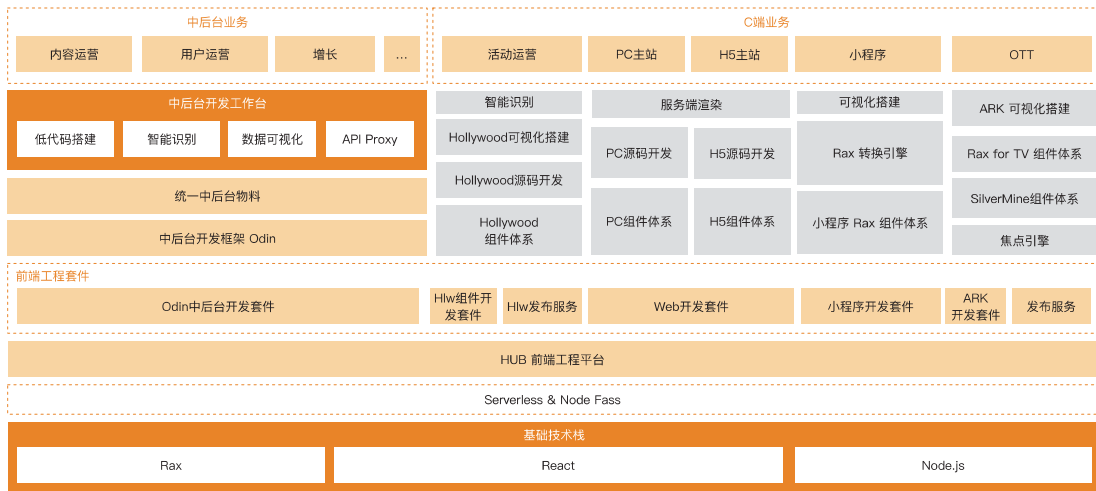 中后台业务
内容运营
用户运营
增长
...
C端业务
活动运营
PC主站
H5主站
小程序
OTT
中后台开发工作台
低代码搭建
智能识别
数据可视化
API Proxy
统一中后台物料
中后台开发框架 Odin
智能识别
Hollywood可视化搭建
Hollywood源码开发
Hollywood
组件体系
服务端渲染
PC源码开发
H5源码开发
PC组件体系
H5组件体系
可视化搭建
Rax 转换引擎
小程序 Rax 组件体系
ARK 可视化搭建
Rax for TV 组件体系
SilverMine组件体系
焦点引擎
前端工程套件
Odin中后台开发套件
Hlw组件开
发套件
Hlw发布服务
Web开发套件
小程序开发套件
ARK
开发套件
发布服务
HUB 前端工程平台
Serverless & Node Fass
基础技术栈
Rax
React
Node.js